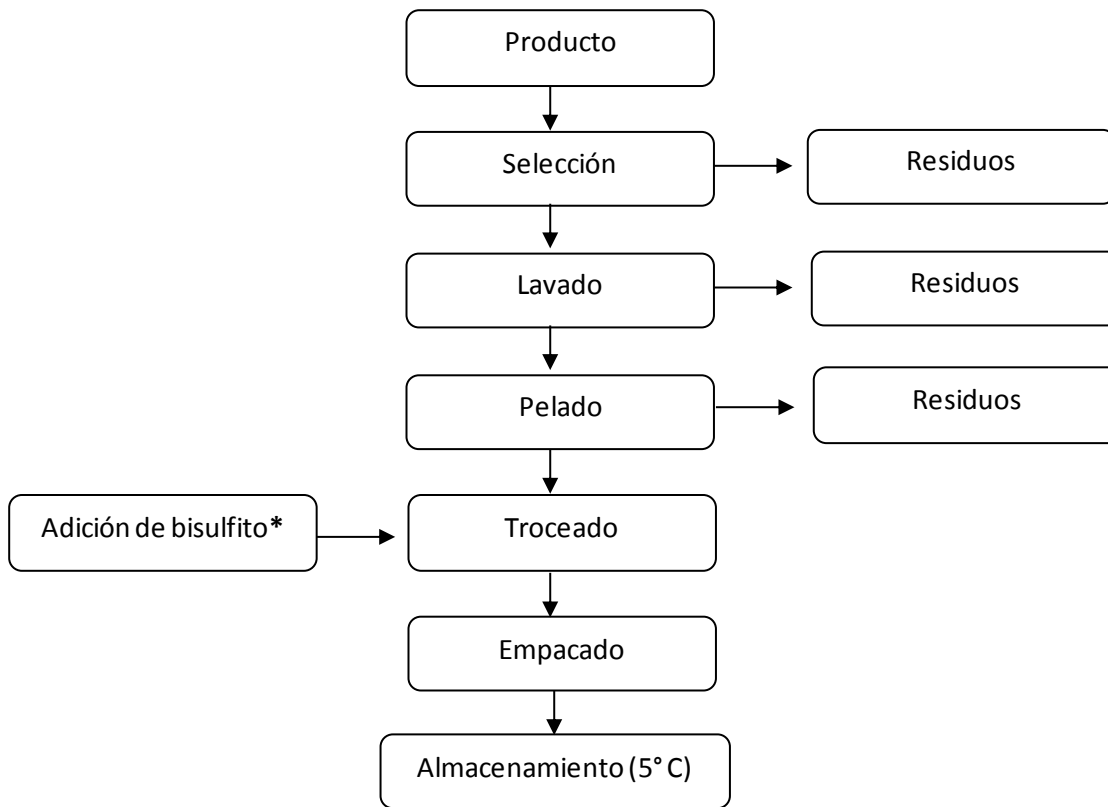 Producto
Selección
Residuos
Lavado
Residuos
Pelado
Residuos
Adición de bisulfito*
Troceado
Empacado
Almacenamiento (5° C)